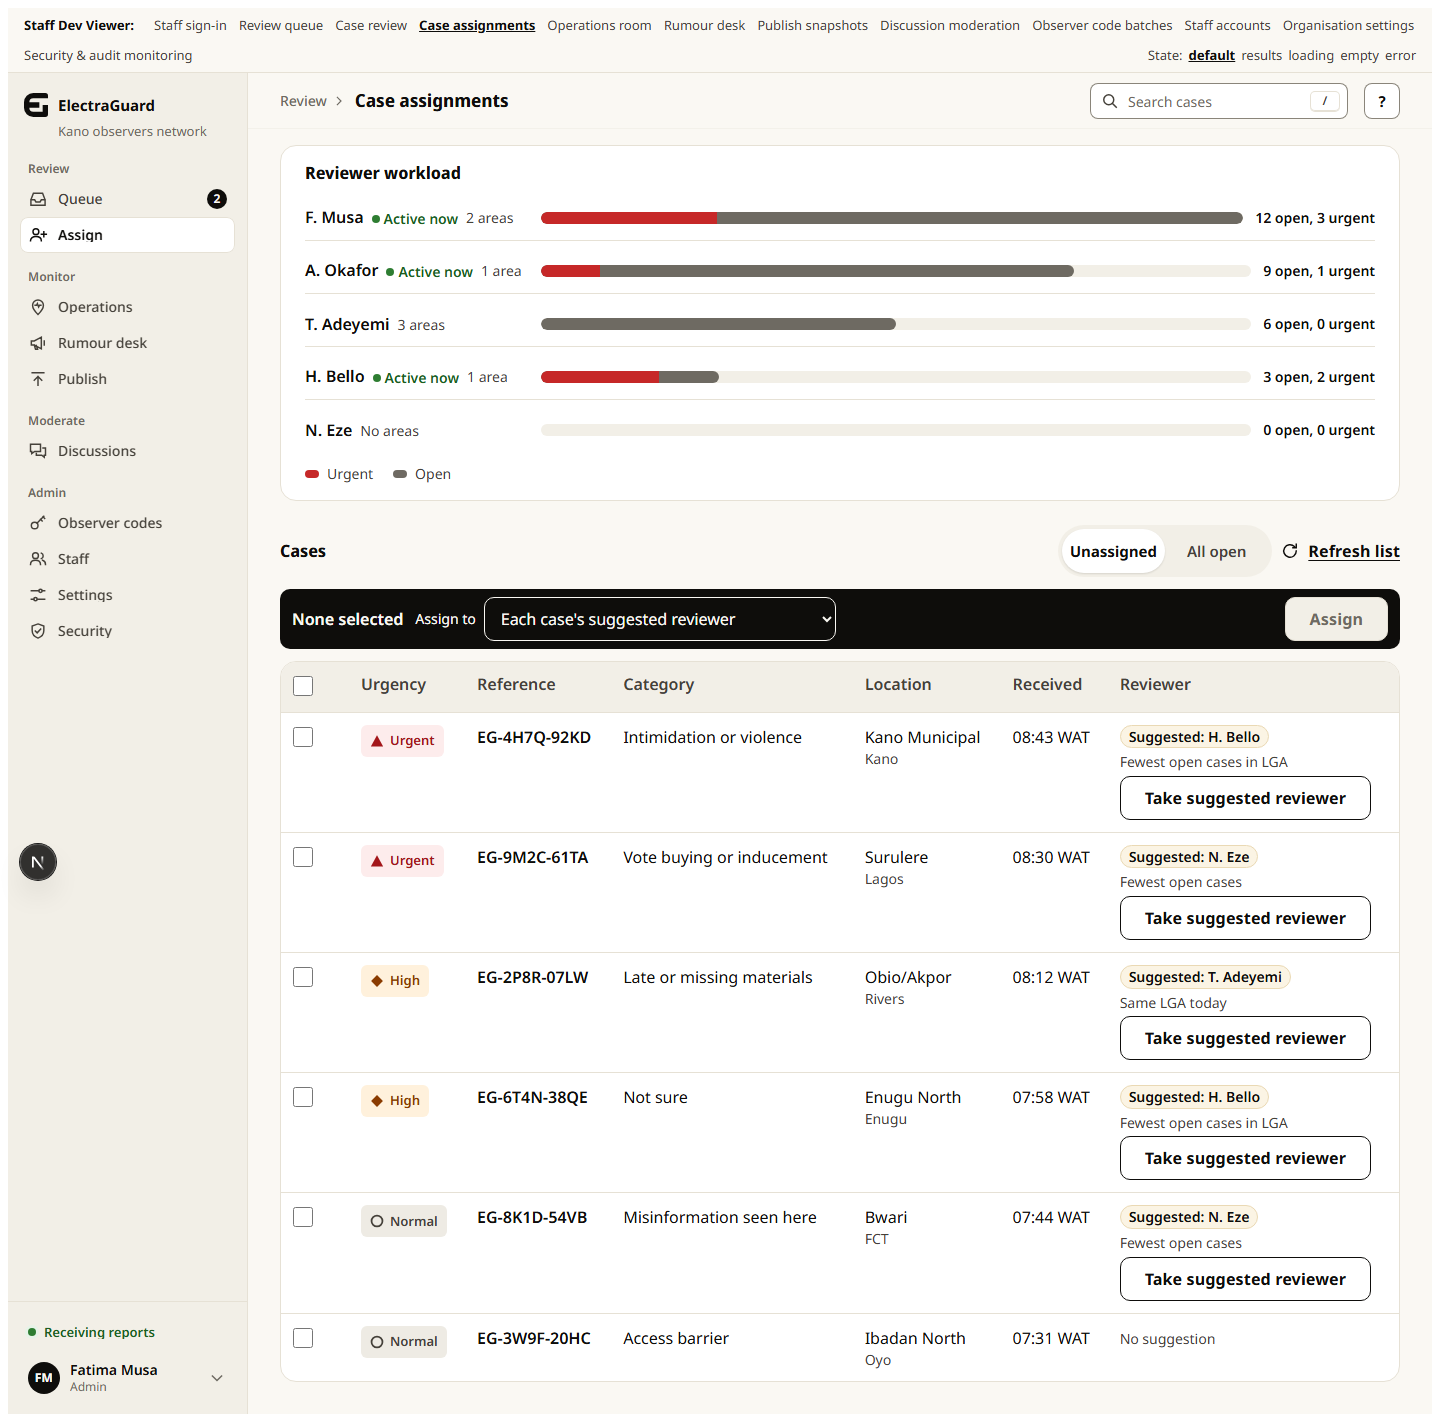 Staff Dev Viewer: Staff sign-in Review queue Case review Case assignments Operations room Rumour desk Publish snapshots Discussion moderation Observer code batches Staff accounts Organisation settings
Security & audit monitoring State: default results loading empty error
ElectraGuard
Kano observers network
Review
Queue 2
Assign
Monitor
Operations
Rumour desk
Publish
Moderate
Discussions
Admin
Observer codes
Staff
Settings
Security
N
Receiving reports
FM Fatima Musa
Admin
Review > Case assignments
Search cases /
?
Reviewer workload
F. Musa Active now 2 areas 12 open, 3 urgent
A. Okafor Active now 1 area 9 open, 1 urgent
T. Adeyemi 3 areas 6 open, 0 urgent
H. Bello Active now 1 area 3 open, 2 urgent
N. Eze No areas 0 open, 0 urgent
Urgent Open
Cases Unassigned All open Refresh list
None selected Assign to Each case's suggested reviewer Assign
Urgency Reference Category Location Received Reviewer
Urgent EG-4H7Q-92KD Intimidation or violence Kano Municipal 08:43 WAT Suggested: H. Bello
Kano Fewest open cases in LGA
Take suggested reviewer
Urgent EG-9M2C-61TA Vote buying or inducement Surulere 08:30 WAT Suggested: N. Eze
Lagos Fewest open cases
Take suggested reviewer
High EG-2P8R-07LW Late or missing materials Obio/Akpor 08:12 WAT Suggested: T. Adeyemi
Rivers Same LGA today
Take suggested reviewer
High EG-6T4N-38QE Not sure Enugu North 07:58 WAT Suggested: H. Bello
Enugu Fewest open cases in LGA
Take suggested reviewer
Normal EG-8K1D-54VB Misinformation seen here Bwari 07:44 WAT Suggested: N. Eze
FCT Fewest open cases
Take suggested reviewer
Normal EG-3W9F-20HC Access barrier Ibadan North 07:31 WAT No suggestion
Oyo